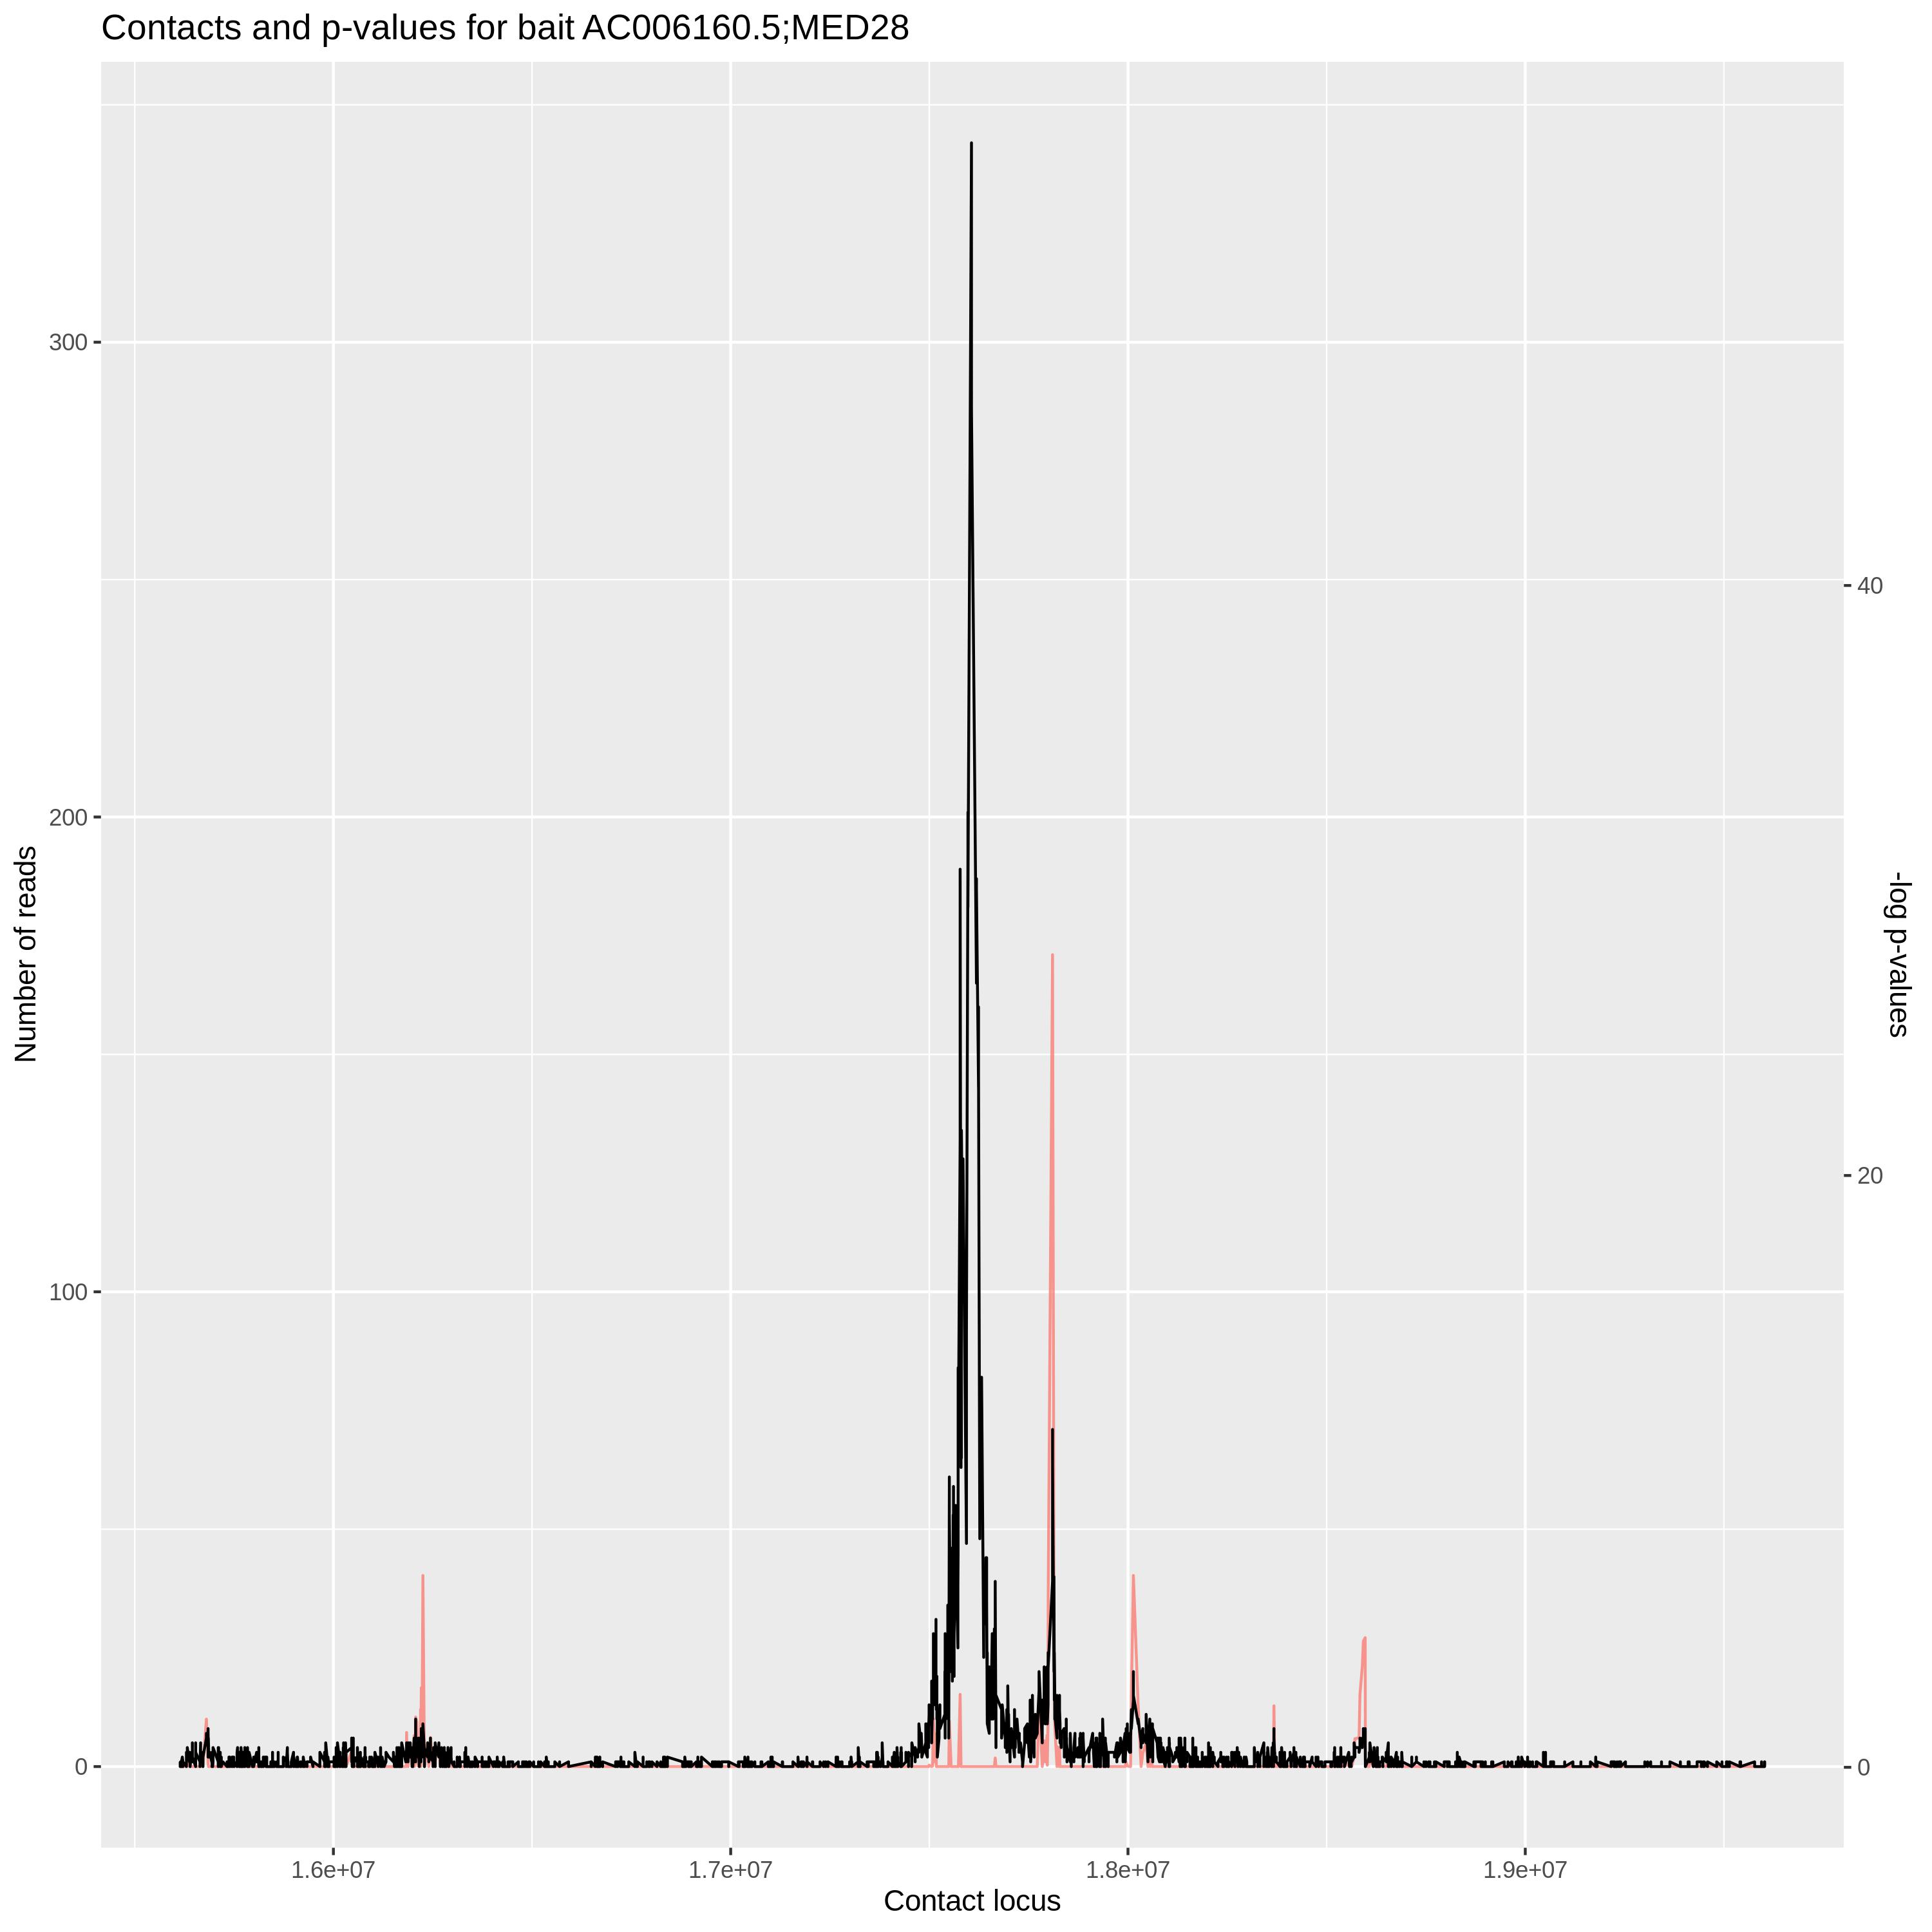 Contacts and p-values for bait AC006160.5;MED28
Number of reads
300
200
100
0
40
20
0
-log p-values
1.6e+07 1.7e+07 1.8e+07 1.9e+07
Contact locus